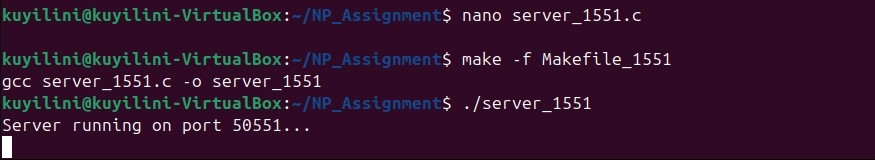 kuyilini@kuyilini-VirtualBox:~/NP_Assignment$ nano server_1551.c
kuyilini@kuyilini-VirtualBox:~/NP_Assignment$ make -f Makefile_1551
gcc server_1551.c -o server_1551
kuyilini@kuyilini-VirtualBox:~/NP_Assignment$ ./server_1551
Server running on port 50551...